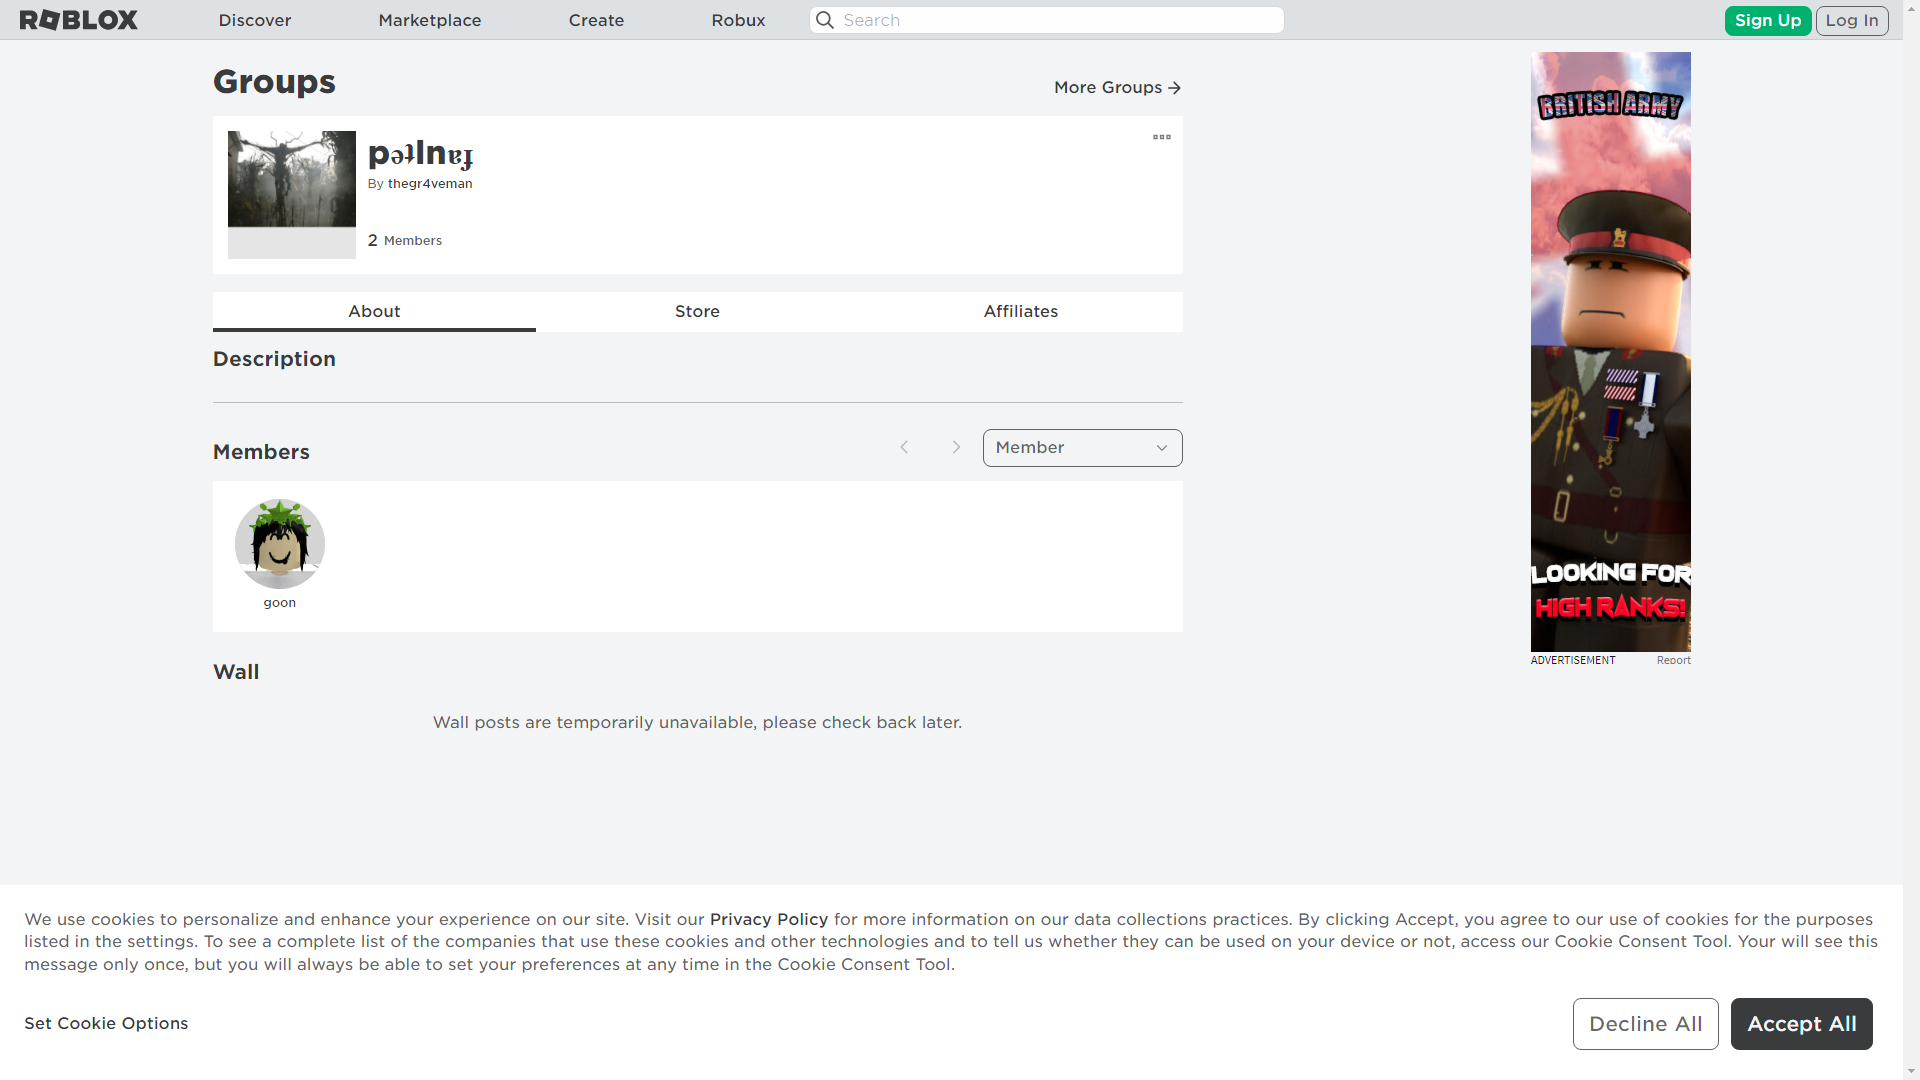 ROBLOX
Discover
Marketplace
Create
Robux
Search
Sign Up
Log In
Groups
More Groups
pǝʇlnɐɟ
By thegr4veman
2 Members
About
Store
Affiliates
Description
Members
Member
goon
Wall
Wall posts are temporarily unavailable, please check back later.
BRITISH ARMY
LOOKING FOR
HIGH RANKS!
ADVERTISEMENT
Report
We use cookies to personalize and enhance your experience on our site. Visit our Privacy Policy for more information on our data collections practices. By clicking Accept, you agree to our use of cookies for the purposes
listed in the settings. To see a complete list of the companies that use these cookies and other technologies and to tell us whether they can be used on your device or not, access our Cookie Consent Tool. Your will see this
message only once, but you will always be able to set your preferences at any time in the Cookie Consent Tool.
Set Cookie Options
Decline All
Accept All